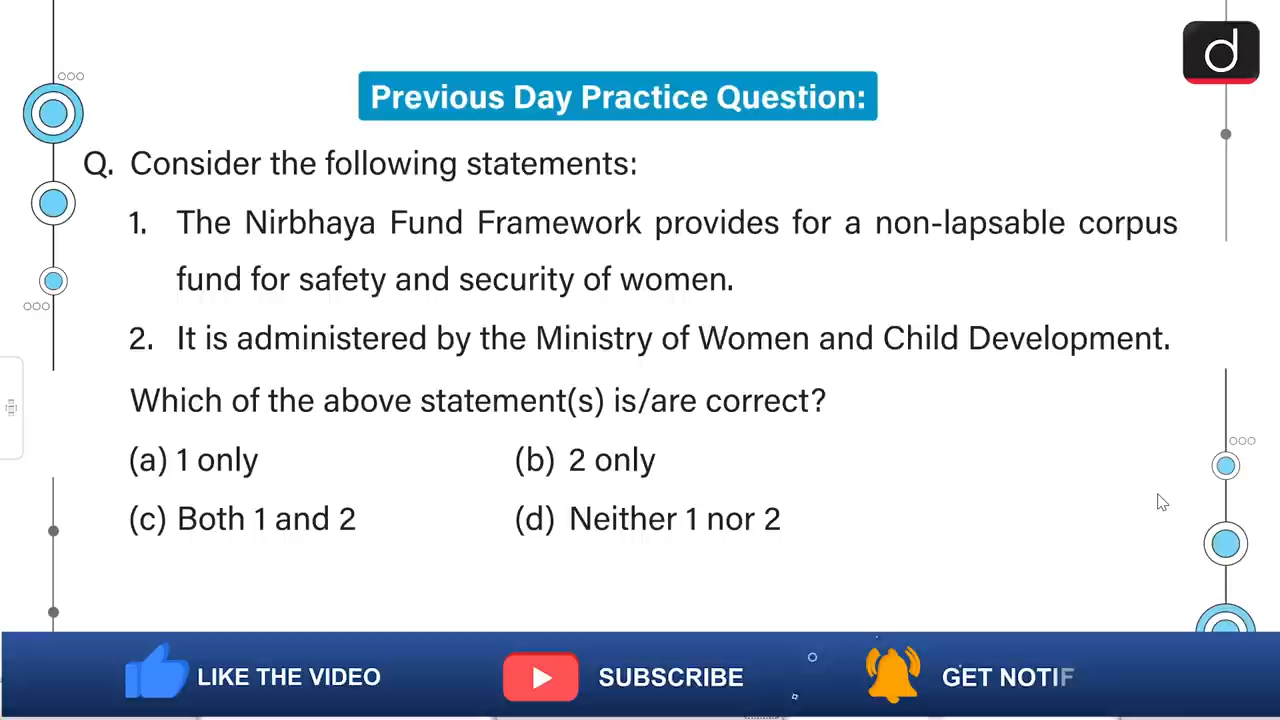 d
Previous Day Practice Question:
Q. Consider the following statements:
1. The Nirbhaya Fund Framework provides for a non-lapsable corpus
fund for safety and security of women.
2. It is administered by the Ministry of Women and Child Development.
Which of the above statement(s) is/are correct?
(a) 1 only (b) 2 only
(c) Both 1 and 2 (d) Neither 1 nor 2
LIKE THE VIDEO SUBSCRIBE GET NOTIF